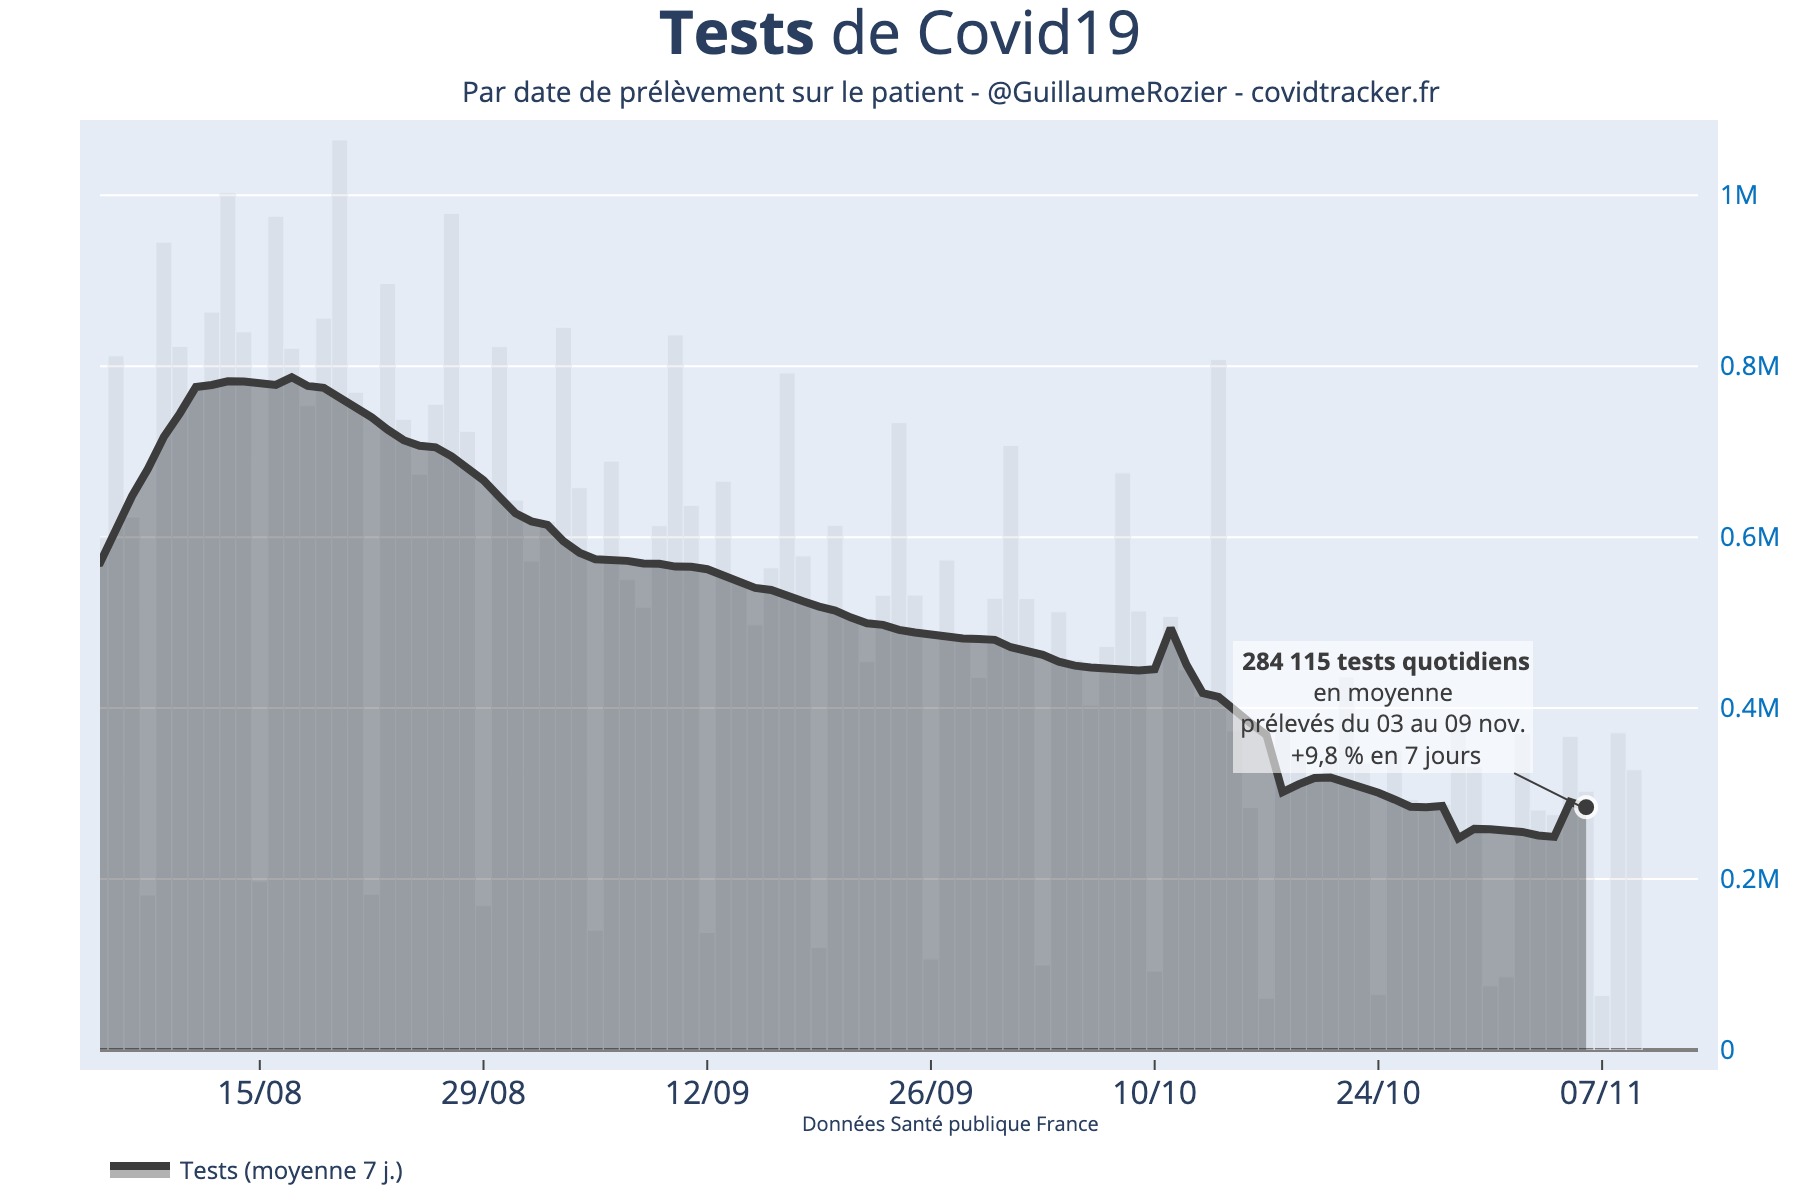 Tests de Covid19
Par date de prélèvement sur le patient - @GuillaumeRozier - covidtracker.fr
1M
0.8M
0.6M
284 115 tests quotidiens
en moyenne
prélevés du 03 au 09 nov.
+9,8 % en 7 jours
0.4M
0.2M
0
15/08 29/08 12/09 26/09 10/10 24/10 07/11
Données Santé publique France
Tests (moyenne 7 j.)